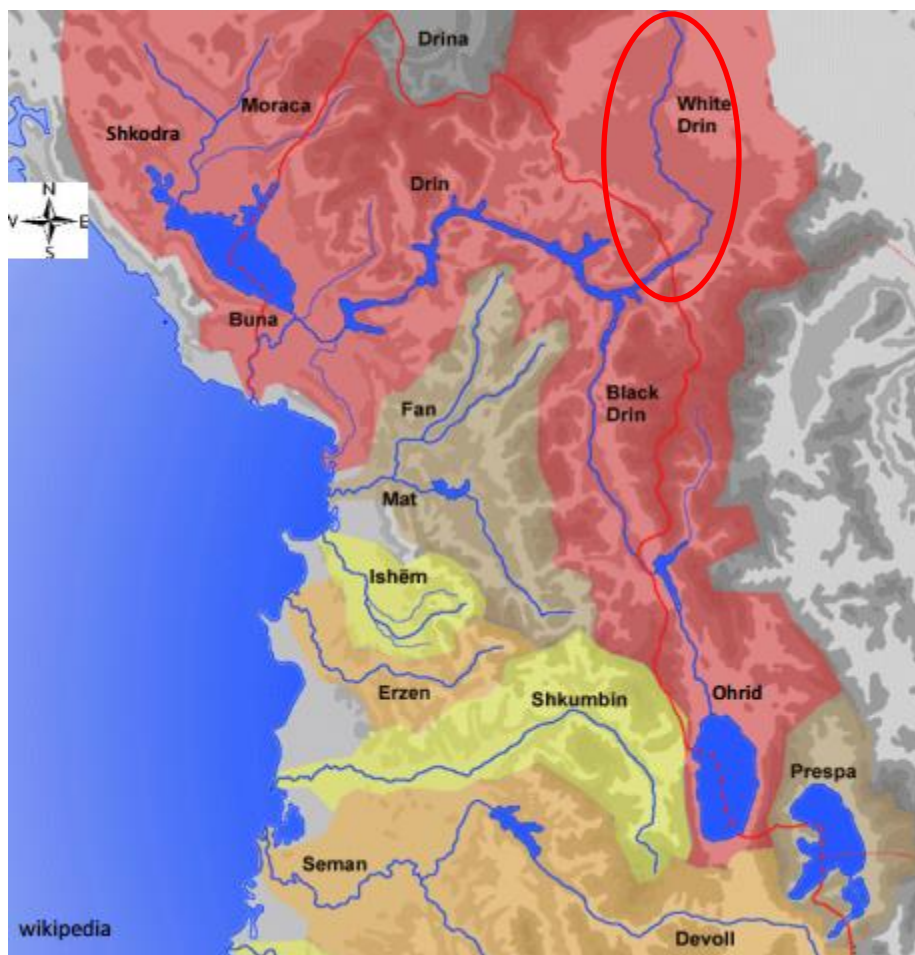 Drina
Moraca
White
Drin
Shkodra
Drin
N
V
E
S
Buna
Black
Drin
Fan
Mat
Ishëm
Erzen
Shkumbin
Ohrid
Prespa
Seman
Devoll
wikipedia